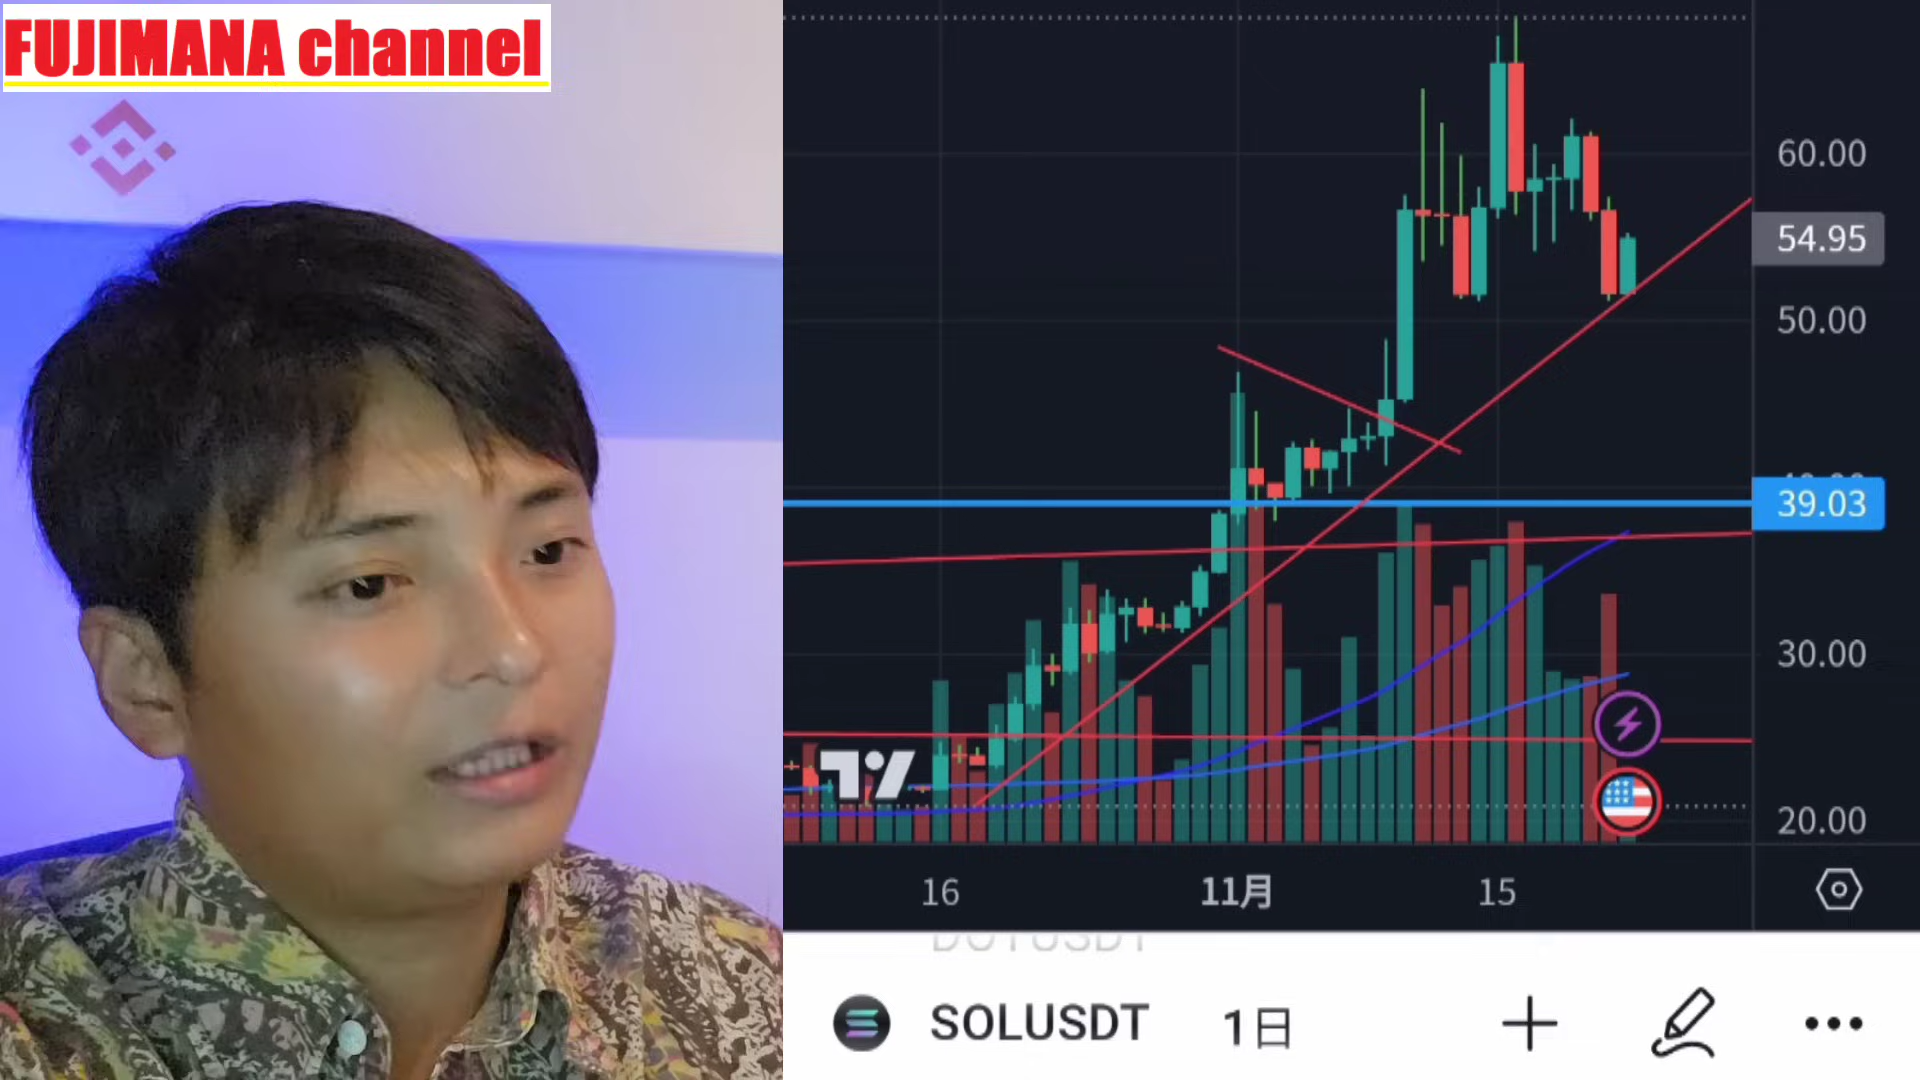 FUJIMANA channel
60.00
54.95
50.00
39.03
30.00
20.00
16
11月
15
DOTUSDT
SOLUSDT
1日